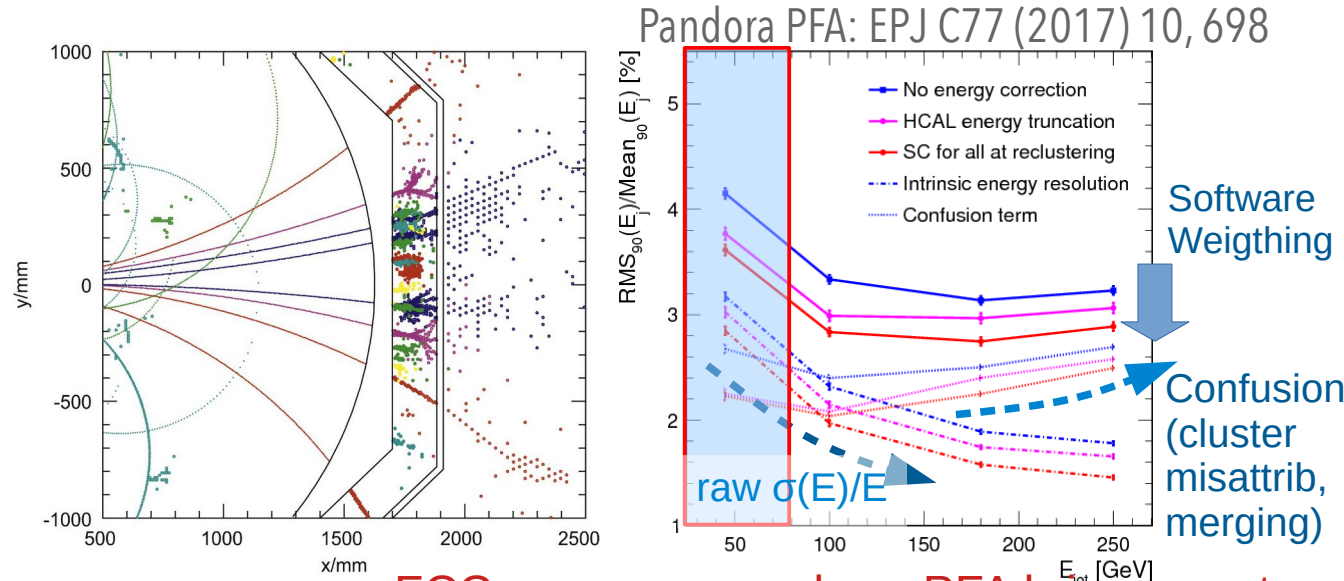 Pandora PFA: EPJ C77 (2017) 10, 698
1000
500
0
-500
-1000
y/mm
500
1000
1500
2000
2500
x/mm
RMS90(Ej)/Mean90(Ej) [%]
5
4
3
2
1
No energy correction
HCAL energy truncation
SC for all at reclustering
Intrinsic energy resolution
Confusion term
raw σ(E)/E
50
100
150
200
250
[GeV]
Software
Weigthing
Confusion
(cluster
misattrib,
merging)